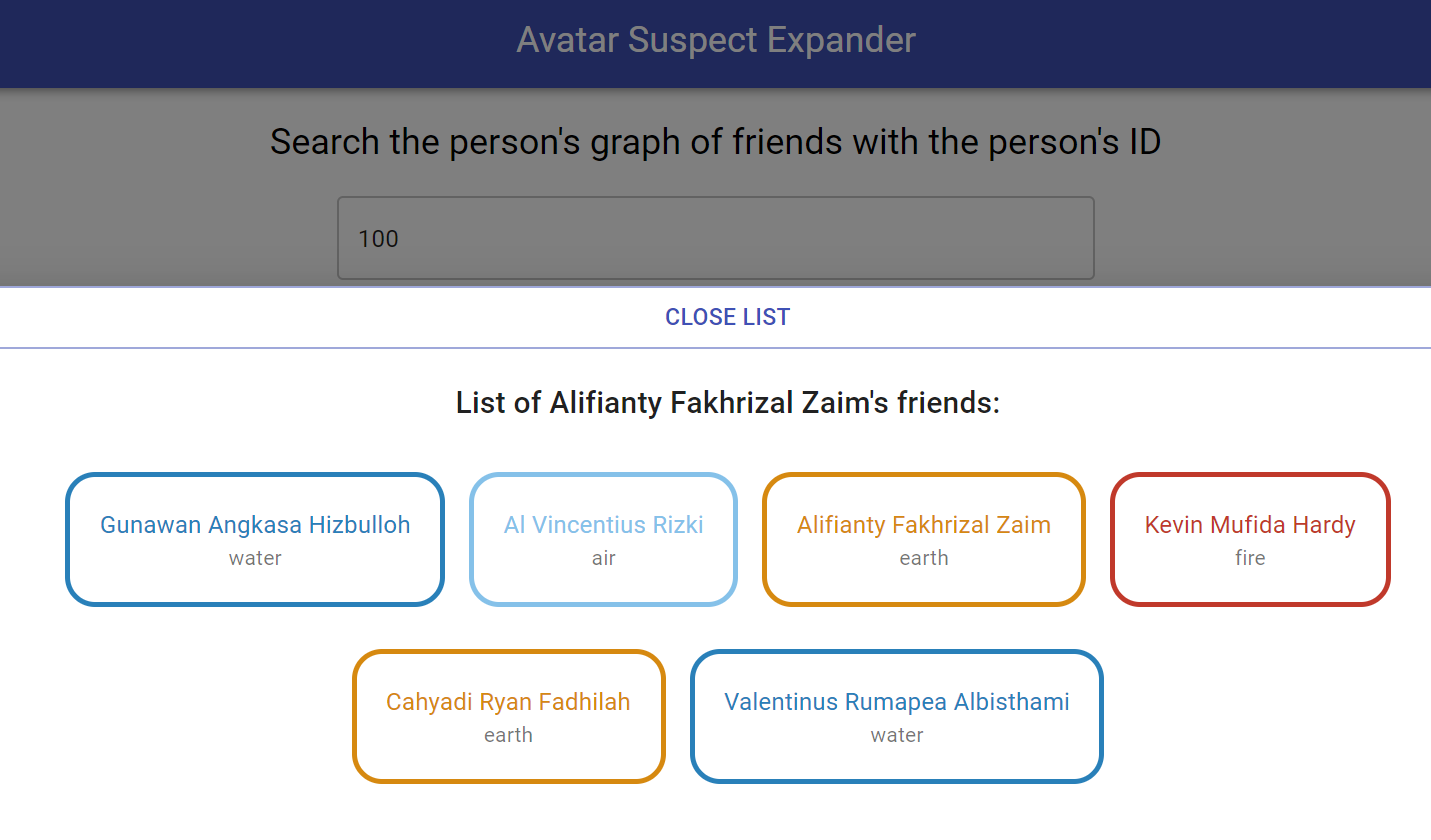 Avatar Suspect Expander
Search the person's graph of friends with the person's ID
100
CLOSE LIST
List of Alifianty Fakhrizal Zaim's friends:
Gunawan Angkasa Hizbulloh
water
Al Vincentius Rizki
air
Alifianty Fakhrizal Zaim
earth
Kevin Mufida Hardy
fire
Cahyadi Ryan Fadhilah
earth
Valentinus Rumapea Albisthami
water